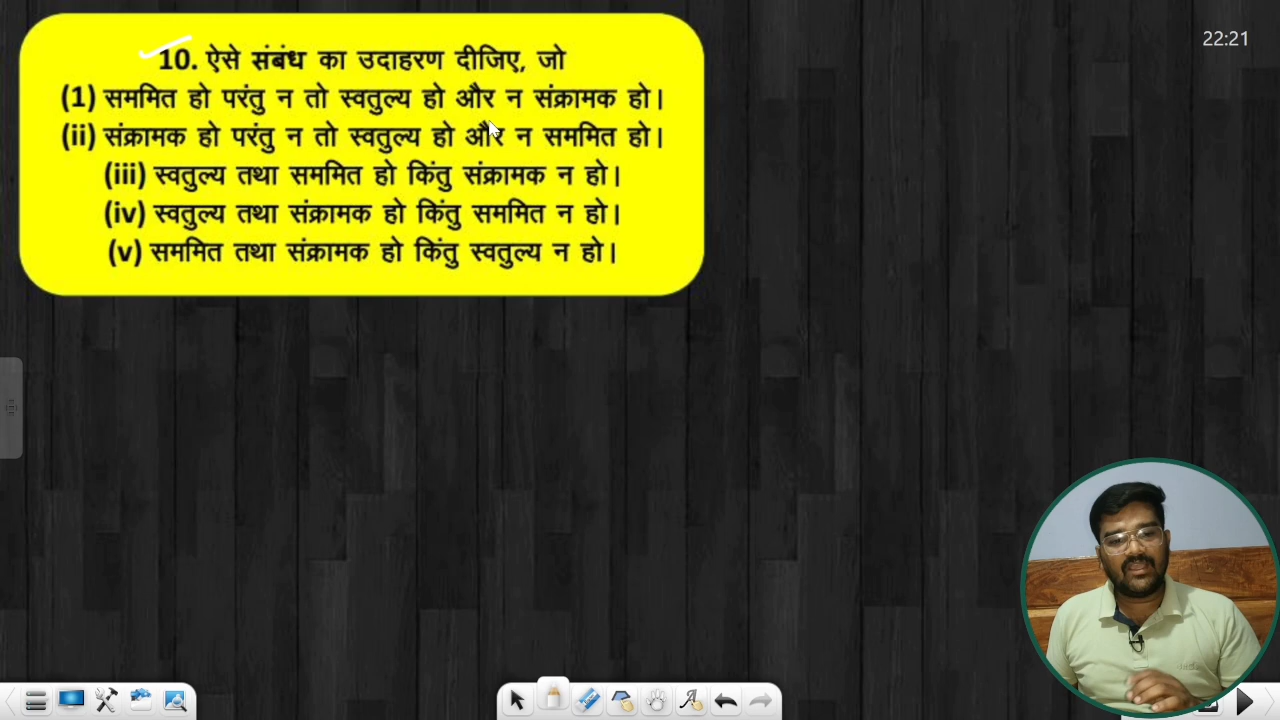 22:21
10. ऐसे संबंध का उदाहरण दीजिए, जो
(1) सममित हो परंतु न तो स्वतुल्य हो और न संक्रामक हो।
(ii) संक्रामक हो परंतु न तो स्वतुल्य हो और न सममित हो।
(iii) स्वतुल्य तथा सममित हो किंतु संक्रामक न हो।
(iv) स्वतुल्य तथा संक्रामक हो किंतु सममित न हो।
(v) सममित तथा संक्रामक हो किंतु स्वतुल्य न हो।